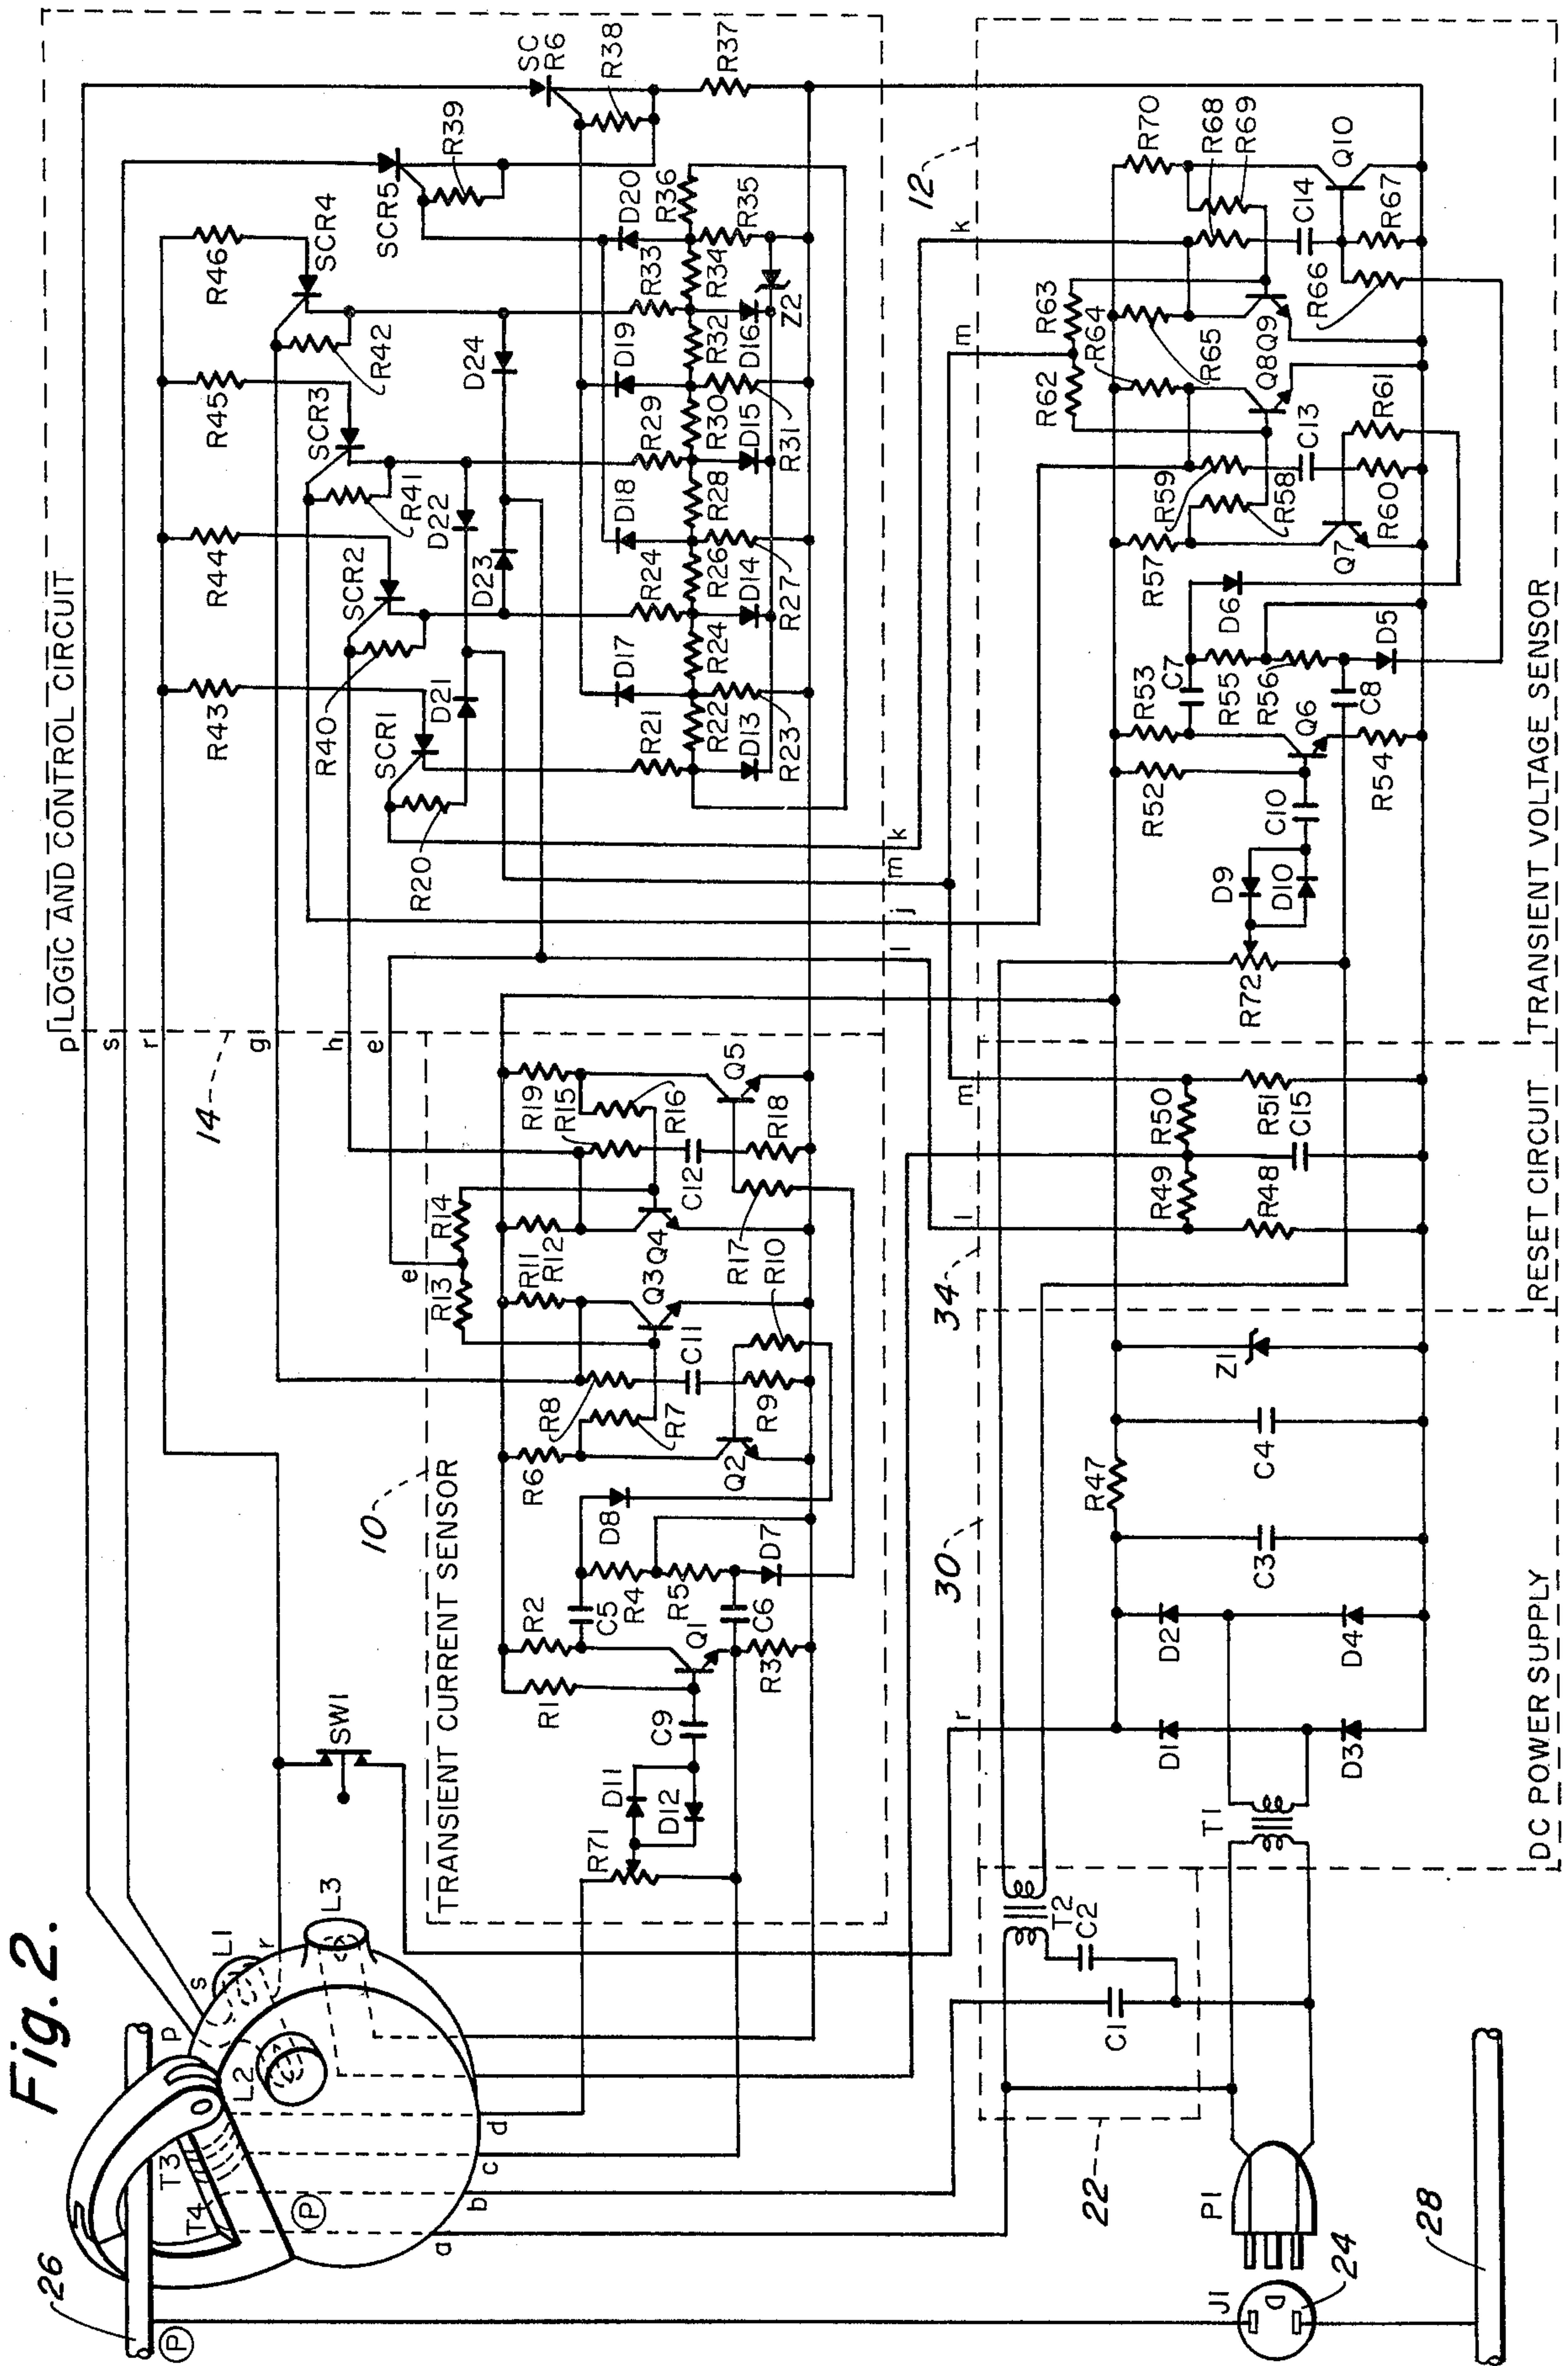 Fig. 2.
26
P
T4
T3
P
L2
p
s
L1
r
L3
a
b
c
d
SW1
p
s
r
g
h
e
14
LOGIC AND CONTROL CIRCUIT
R43
R44
R45
R46
R40
SCR1
SCR2
SCR3
SCR4
SCR5
SC
R6
R20
D21
R41
D22
D23
R42
D24
R39
R38
R37
D17
D18
D19
D20
R21
R24
R29
R33
R22
R24
R26
R28
R30
R32
R34
R36
D13
D14
D15
D16
Z2
R35
R23
R27
R31
l
j
m
k
10
TRANSIENT CURRENT SENSOR
R71
D11
D12
C9
R1
R2
Q1
R3
C5
C6
R4
R5
D8
D7
R6
R8
R7
Q2
R9
C11
R10
R13
e
R14
R11
R12
Q3
Q4
R17
C12
R15
R16
R18
R19
Q5
12
k
m
TRANSIENT VOLTAGE SENSOR
R72
D9
D10
C10
R52
R53
Q6
R54
C7
C8
R55
R56
D6
D5
R57
R59
R58
Q7
R60
C13
R61
R62
R63
R64
R65
Q8
Q9
R66
C14
R67
R68
R69
R70
Q10
34
l
m
R49
R50
R48
R51
C15
RESET CIRCUIT
30
r
D1
D2
D3
D4
C3
C4
R47
Z1
T1
DC POWER SUPPLY
22
T2
C2
C1
P1
J1
24
28